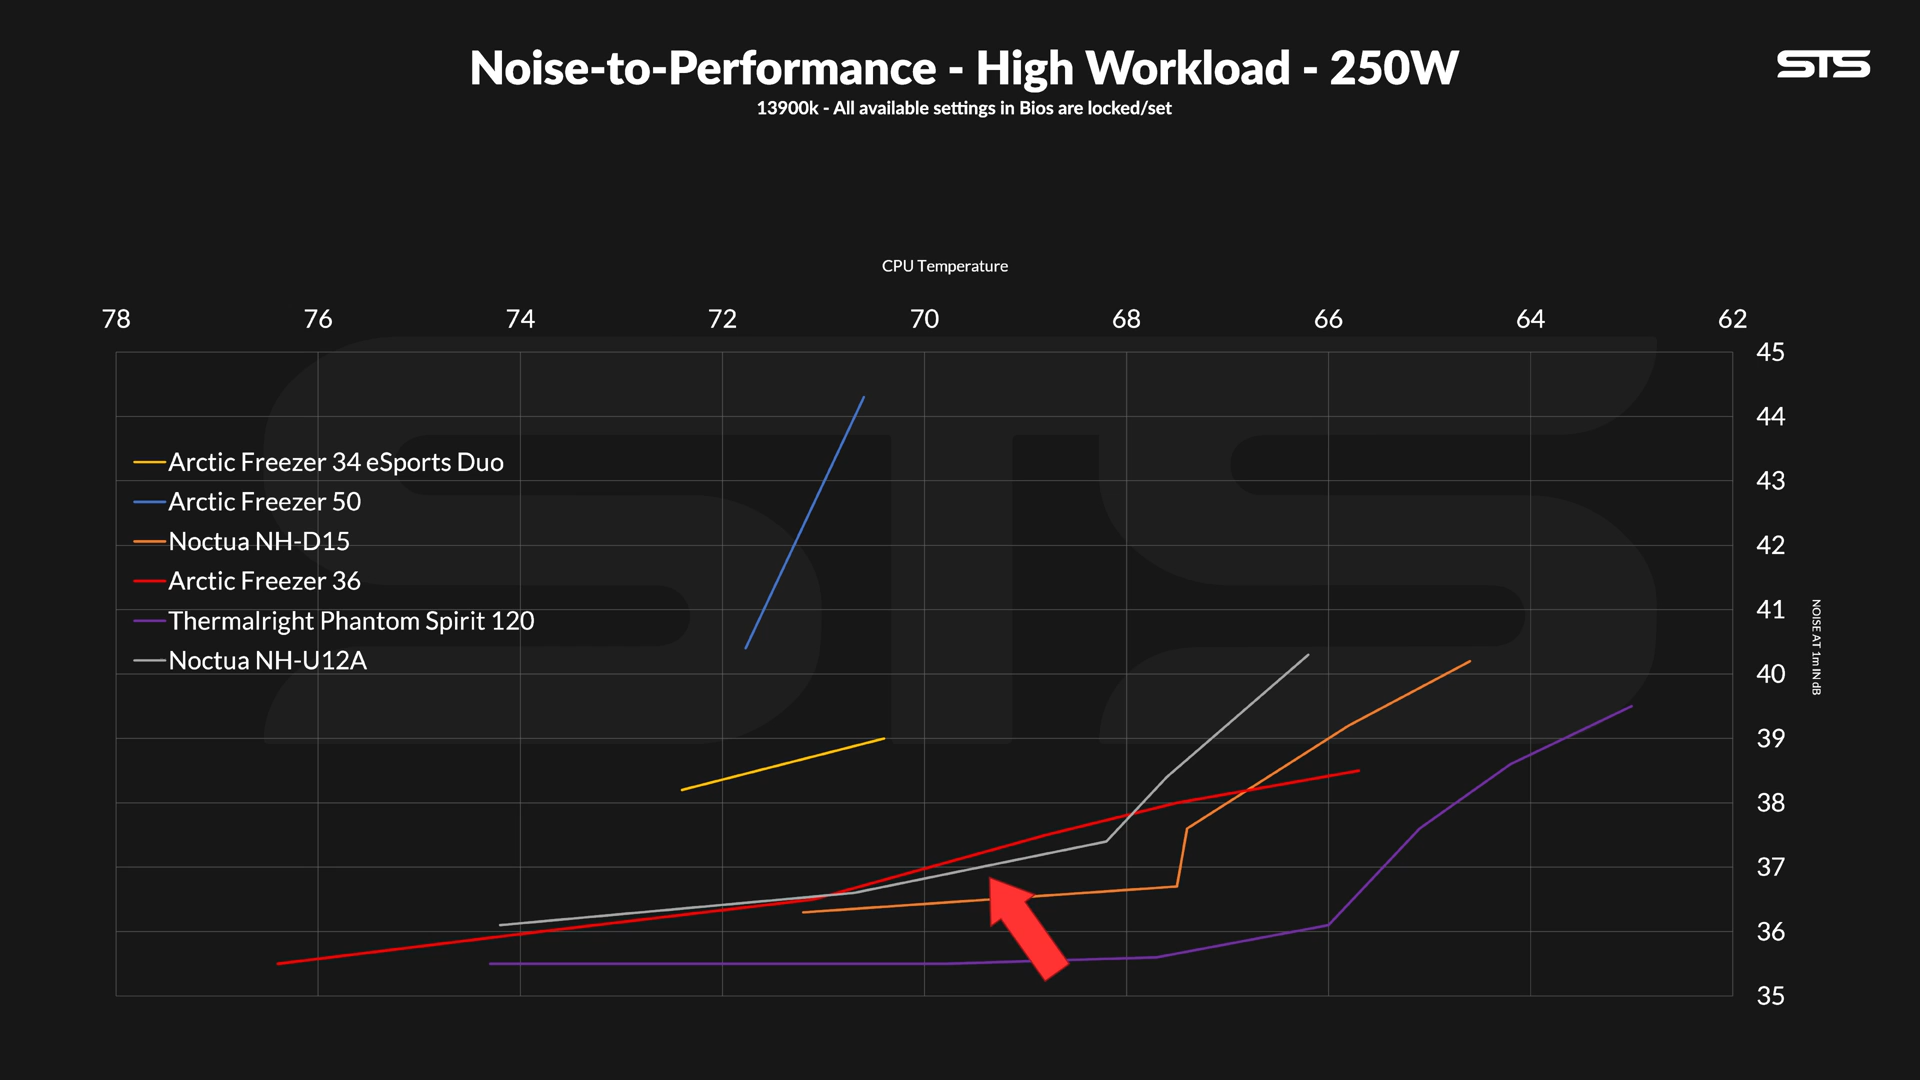 Noise-to-Performance - High Workload - 250W
STS
13900k - All available settings in Bios are locked/set
CPU Temperature
78 76 74 72 70 68 66 64 62
45
44
43
42
41
40
39
38
37
36
35
Arctic Freezer 34 eSports Duo
Arctic Freezer 50
Noctua NH-D15
Arctic Freezer 36
Thermalright Phantom Spirit 120
Noctua NH-U12A
NOISE AT 1m IN dB
STS